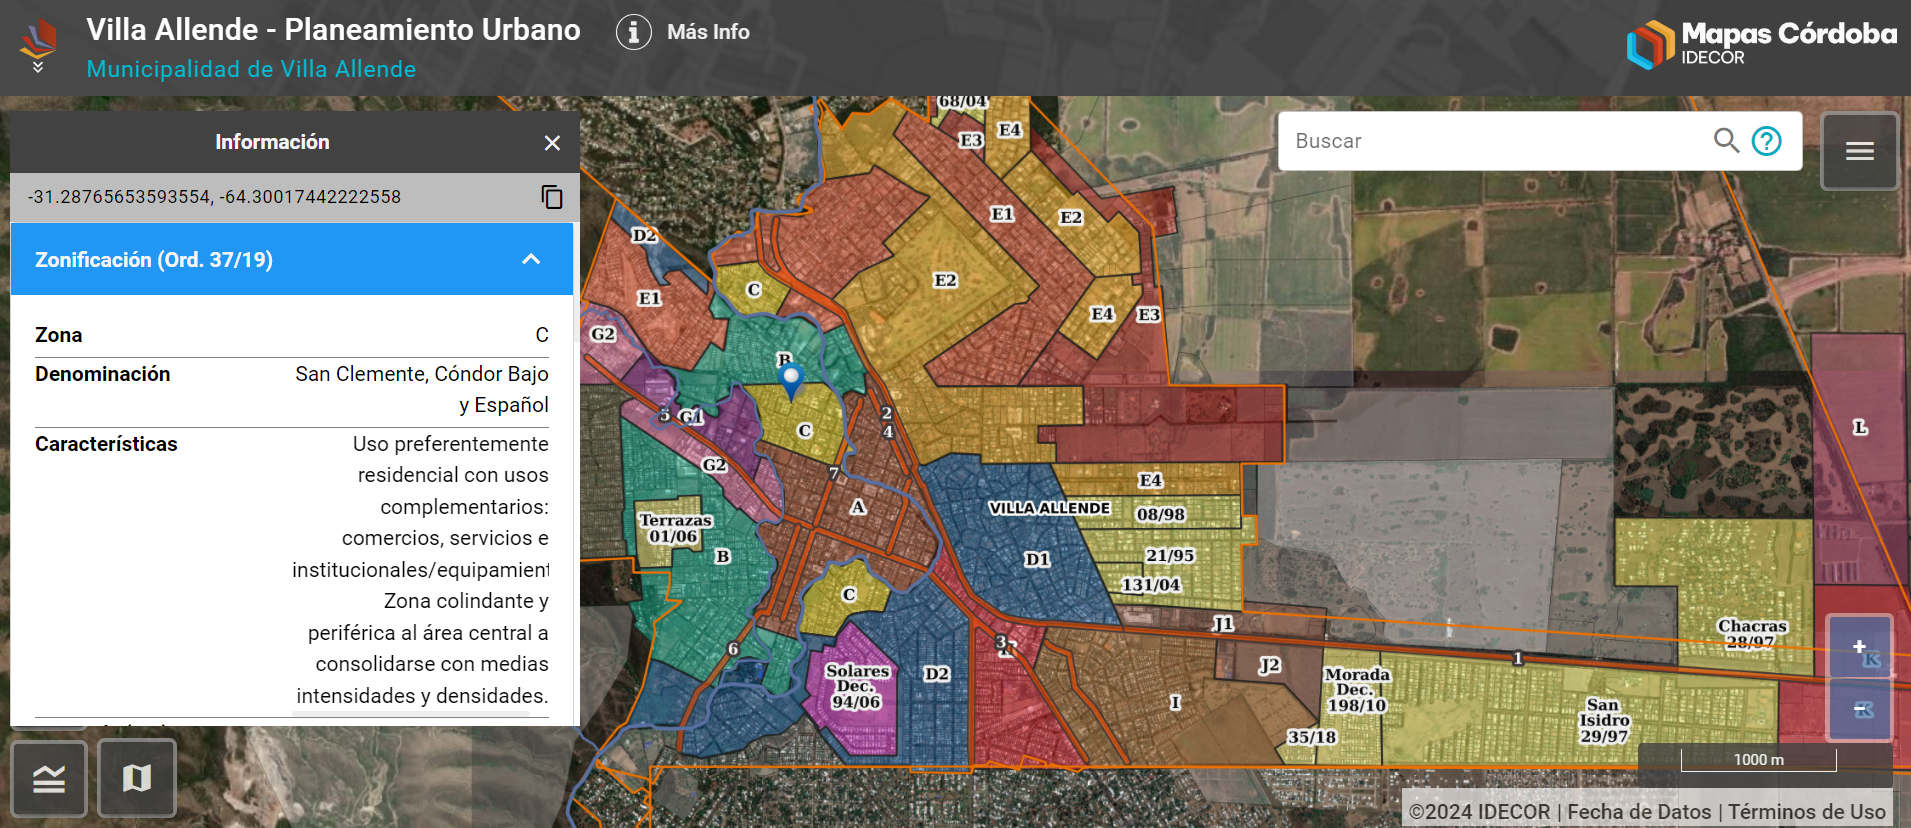 Villa Allende - Planeamiento Urbano
Municipalidad de Villa Allende
i Más Info
Mapas Córdoba
IDECOR
Información
-31.28765653593554, -64.30017442222558
Zonificación (Ord. 37/19)
Zona C
Denominación San Clemente, Cóndor Bajo
y Español
Características Uso preferentemente
residencial con usos
complementarios:
comercios, servicios e
institucionales/equipamient
Zona colindante y
periférica al área central a
consolidarse con medias
intensidades y densidades.
Buscar
?
68/04
E3
E4
E1
E2
D2
E2
E1
C
E4
E3
G2
B
5
G1
2
4
C
L
7
G2
E4
A
VILLA ALLENDE
08/98
Terrazas
01/06
B
21/95
D1
131/04
C
J1
Chacras
28/97
6
3
1
K
+
Solares
Dec.
94/06
D2
J2
Morada
Dec.
198/10
I
San
Isidro
29/97
35/18
-
1000 m
©2024 IDECOR | Fecha de Datos | Términos de Uso